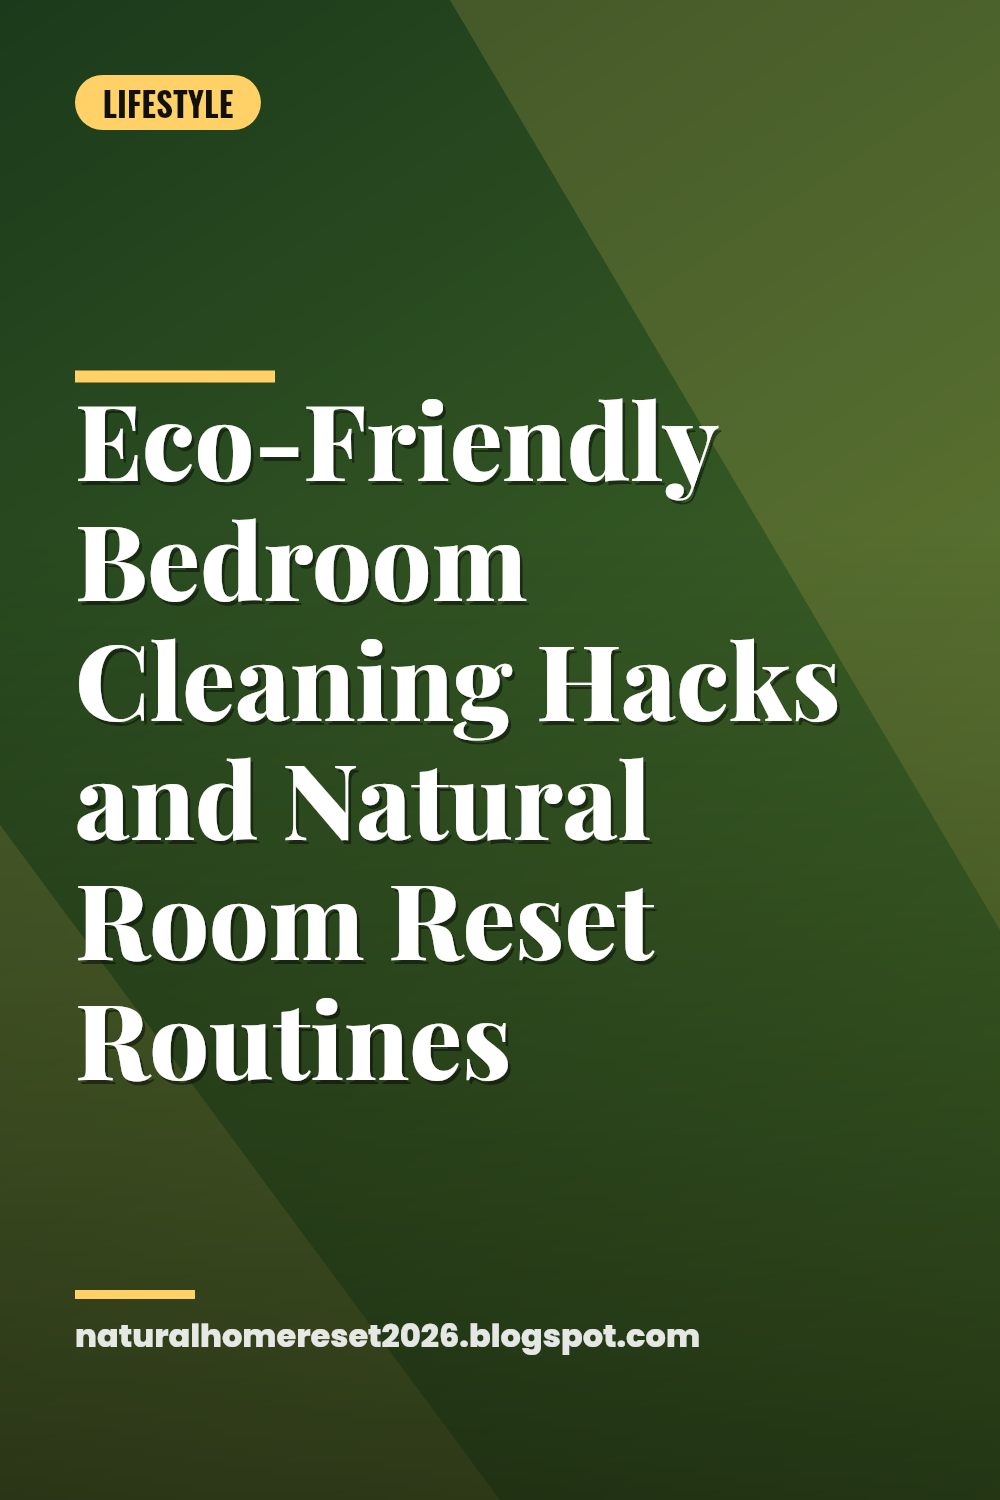 LIFESTYLE
Eco-Friendly
Bedroom
Cleaning Hacks
and Natural
Room Reset
Routines
naturalhomereset2026.blogspot.com